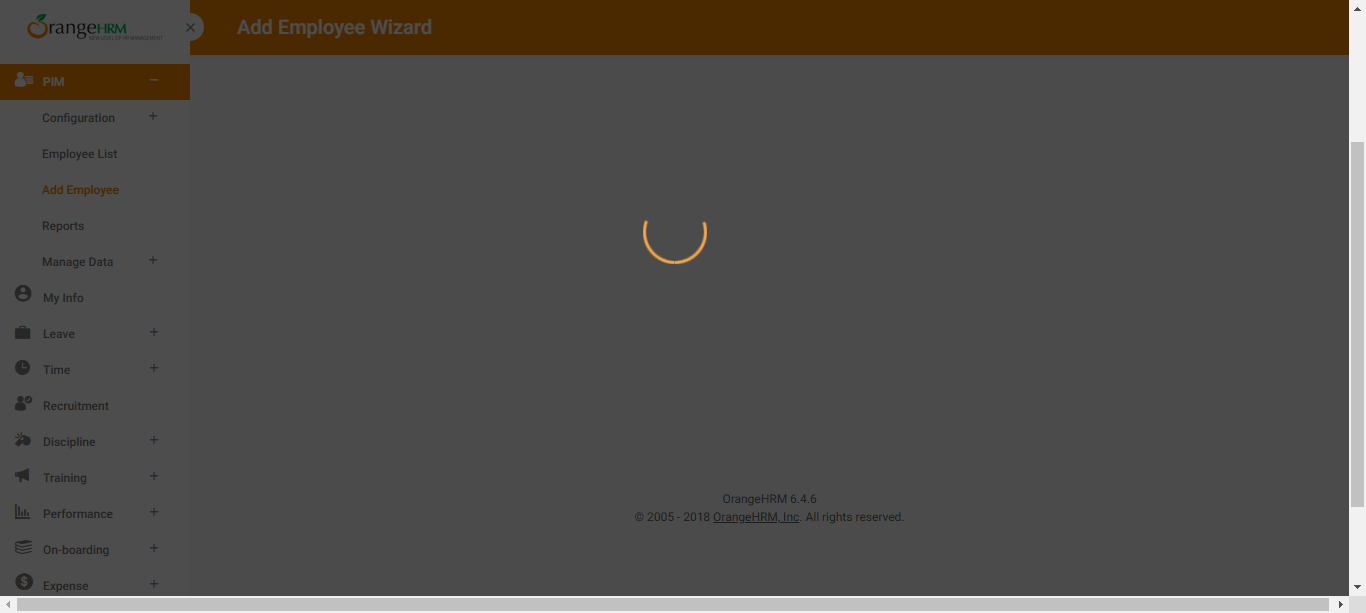 OrangeHRM
Add Employee Wizard
PIM
Configuration
Employee List
Add Employee
Reports
Manage Data
My Info
Leave
Time
Recruitment
Discipline
Training
Performance
On-boarding
Expense
OrangeHRM 6.4.6
© 2005 - 2018 OrangeHRM, Inc. All rights reserved.